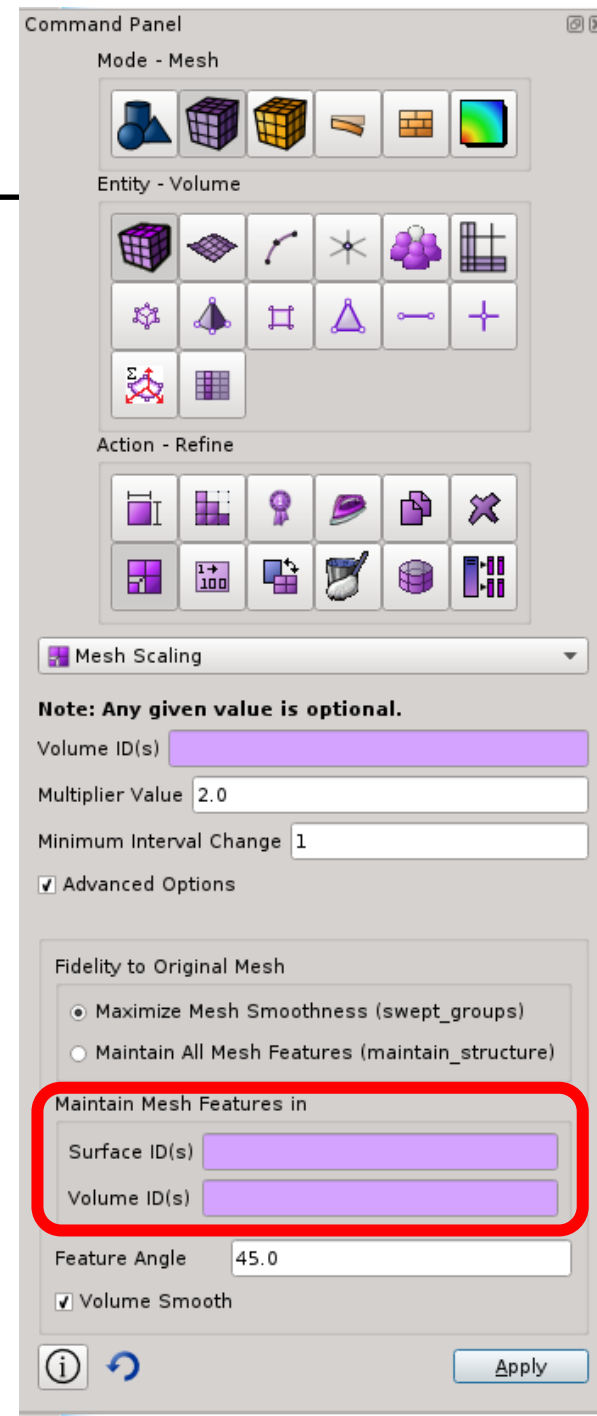 Command Panel
Mode - Mesh
Entity - Volume
Σ
Action - Refine
1→
100
Mesh Scaling
Note: Any given value is optional.
Volume ID(s)
Multiplier Value 2.0
Minimum Interval Change 1
Advanced Options
Fidelity to Original Mesh
Maximize Mesh Smoothness (swept_groups)
Maintain All Mesh Features (maintain_structure)
Maintain Mesh Features in
Surface ID(s)
Volume ID(s)
Feature Angle 45.0
Volume Smooth
i
Apply